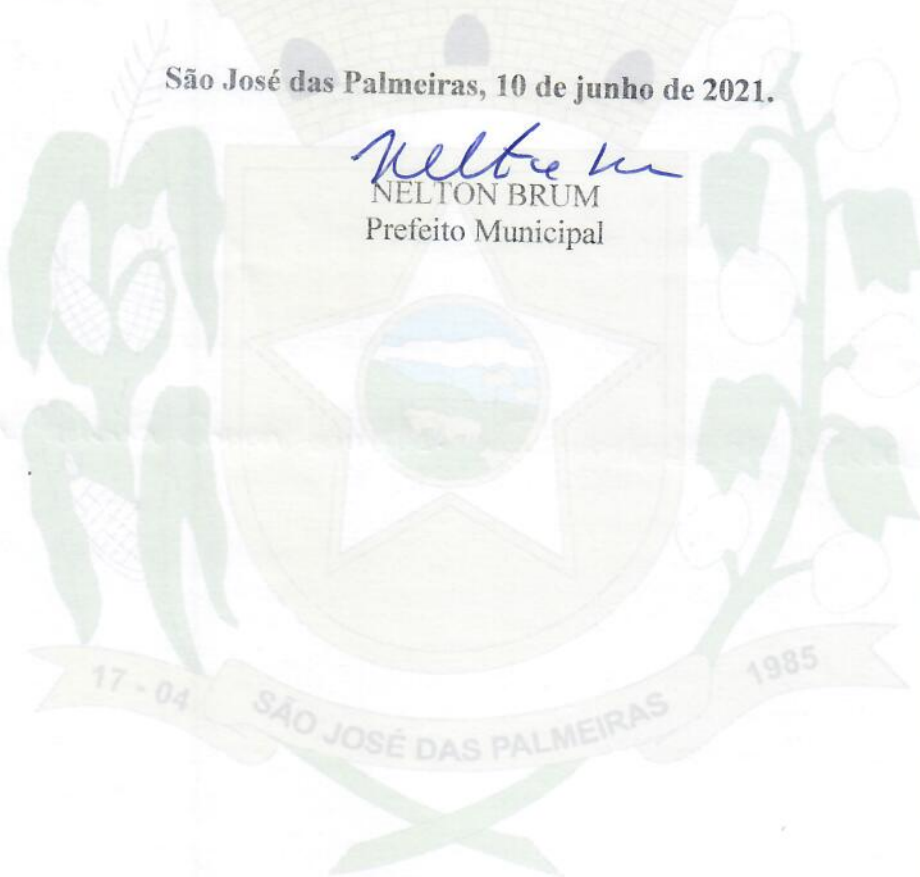 São José das Palmeiras, 10 de junho de 2021.
NELTON BRUM
Prefeito Municipal
17 - 04
SÃO JOSÉ DAS PALMEIRAS
1985